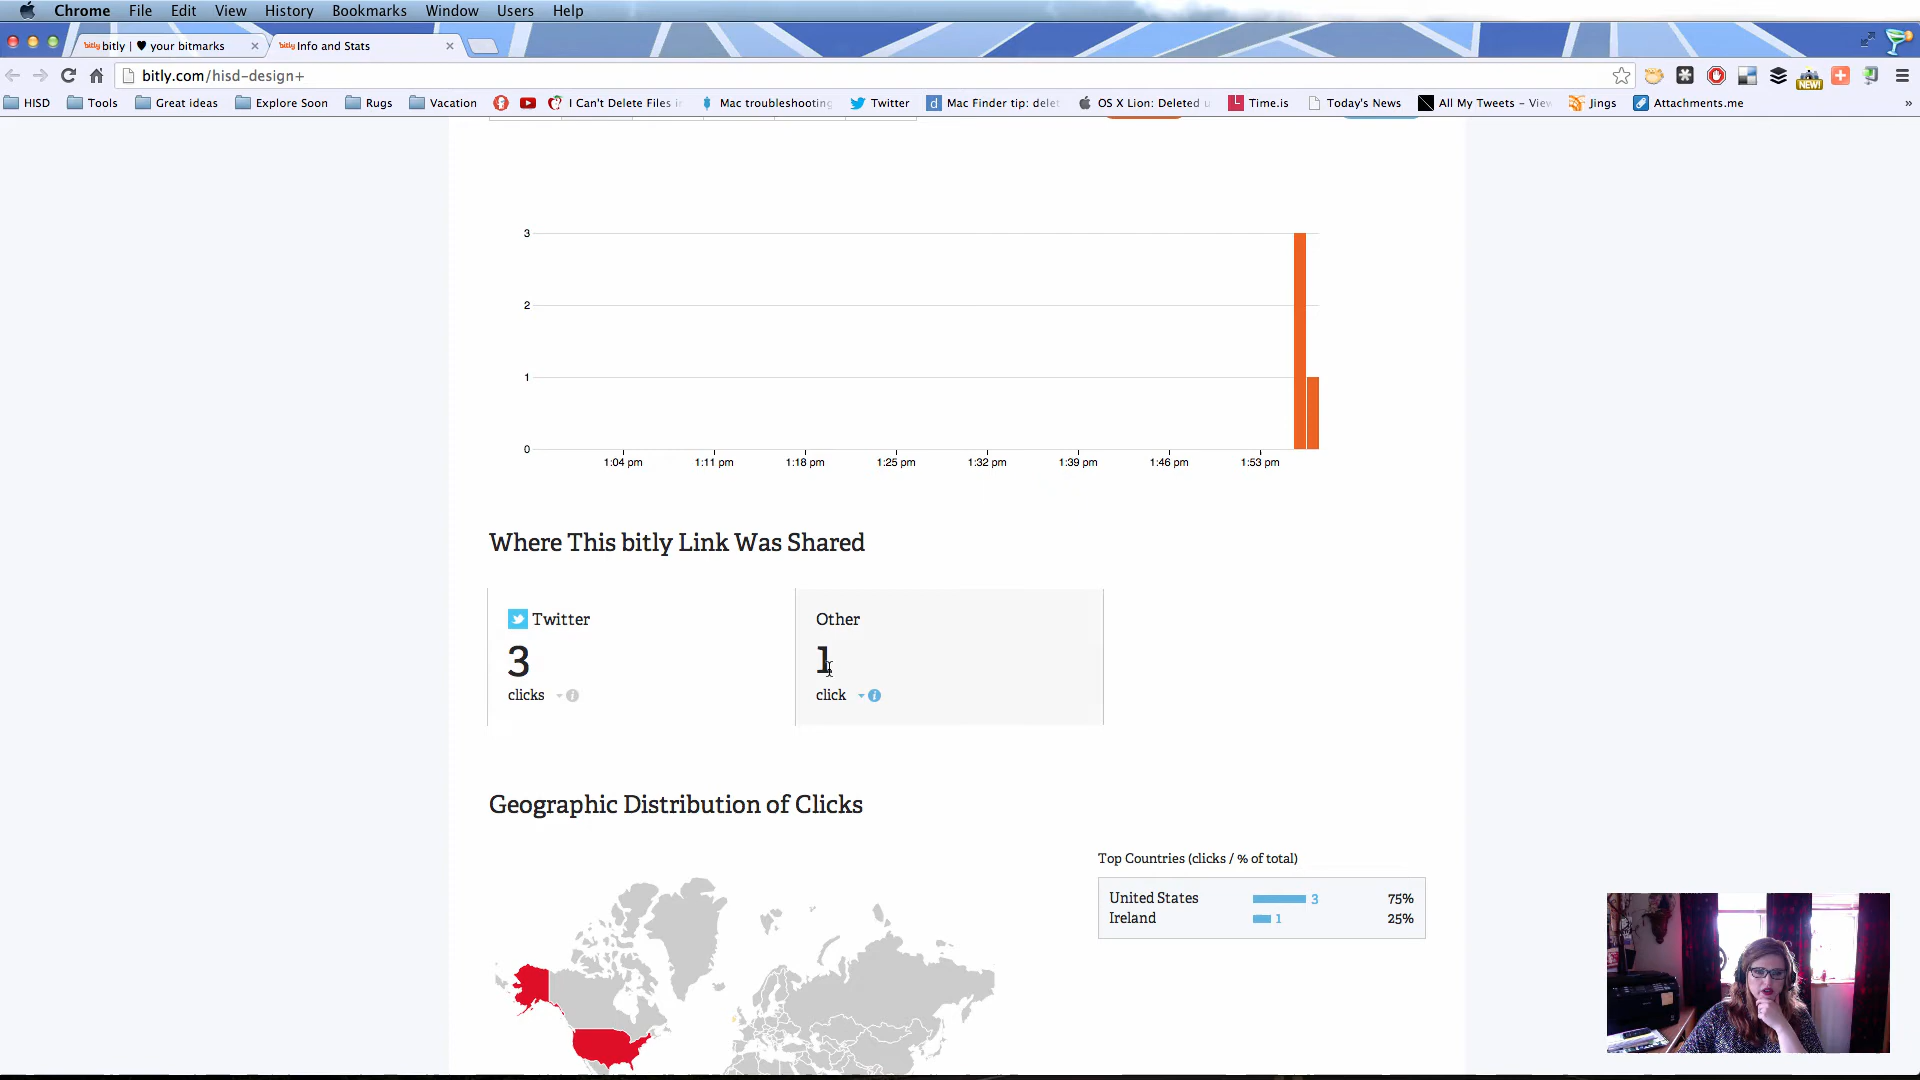 Chrome File Edit View History Bookmarks Window Users Help
bitly bitly | ♥ your bitmarks
bitly Info and Stats
bitly.com/hisd-design+
NEW!
HISD Tools Great ideas Explore Soon Rugs Vacation I Can't Delete Files i Mac troubleshooting Twitter d Mac Finder tip: dele OS X Lion: Deleted u Time.is Today's News All My Tweets – View Jings Attachments.me »
3
2
1
0
1:04 pm 1:11 pm 1:18 pm 1:25 pm 1:32 pm 1:39 pm 1:46 pm 1:53 pm
Where This bitly Link Was Shared
Twitter
3
clicks i
Other
1
click i
Geographic Distribution of Clicks
Top Countries (clicks / % of total)
United States 3 75%
Ireland 1 25%